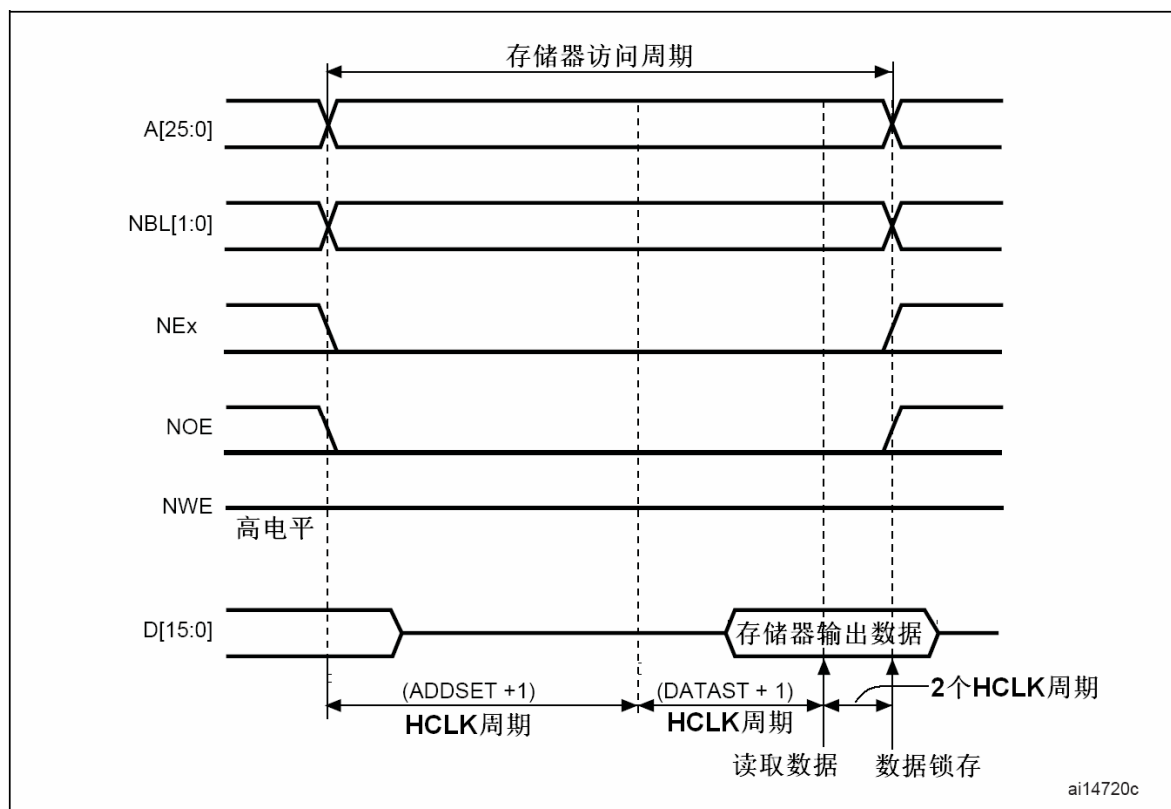 存储器访问周期
A[25:0]
NBL[1:0]
NEx
NOE
NWE
高电平
D[15:0]
存储器输出数据
(ADDSET +1)
(DATAST + 1)
2个HCLK周期
HCLK周期
HCLK周期
读取数据
数据锁存
ai14720c